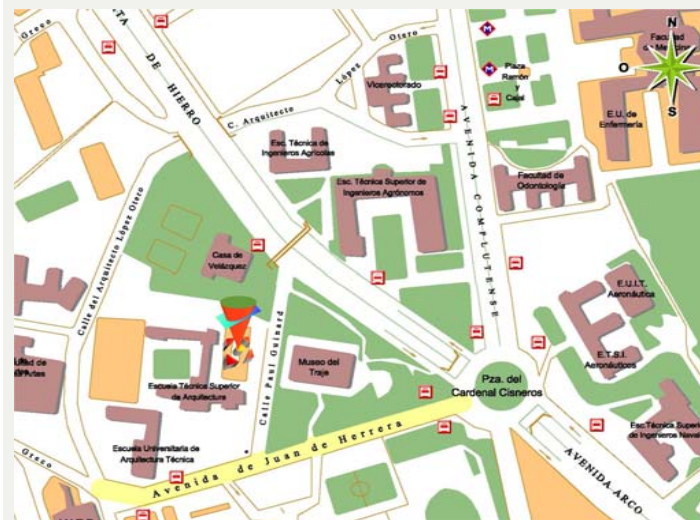 Greco
TA
DE
HIERRO
Otero
López
C. Arquitecto
Vicerectorado
M
M
Plaza
Ramón
y
Cajal
Facultad
de Medicina
N
O
S
E.U. de
Enfermería
Esc. Técnica de
Ingenieros Agrícolas
Esc. Técnica Superior de
Ingenieros Agrónomos
AVENIDA COMPLUTENSE
Facultad de
Odontología
Calle del Arquitecto López Otero
Casa de
Velázquez
E.U.I.T.
Aeronáutica
E.T.S.I.
Aeronáuticos
Calle Paul Guinard
Museo del
Traje
Pza. del
Cardenal Cisneros
Escuela Técnica Superior
de Arquitectura
Escuela Universitaria de
Arquitectura Técnica
Avenida de Juan de Herrera
Greco
AVENIDA ARCO
Esc. Técnica Superior
de Ingenieros Nava